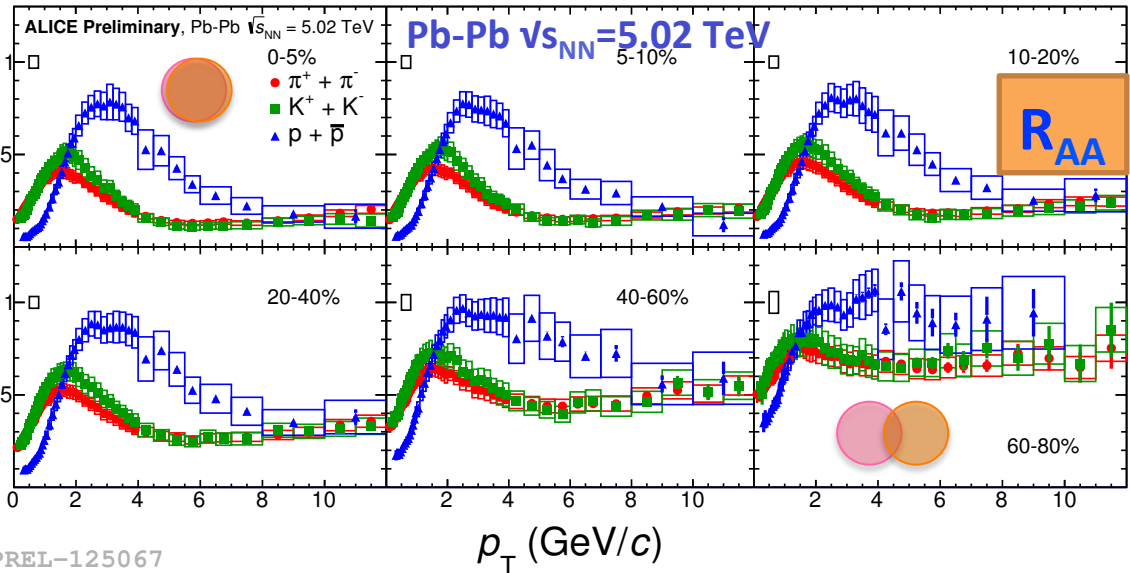 ALICE Preliminary, Pb-Pb √sNN = 5.02 TeV
Pb-Pb √sNN=5.02 TeV
0-5%
5-10%
10-20%
π+ + π-
K+ + K-
p + p̅
RAA
1
5
20-40%
40-60%
60-80%
1
5
0 2 4 6 8 10
2 4 6 8 10
2 4 6 8 10
pT (GeV/c)
PREL-125067